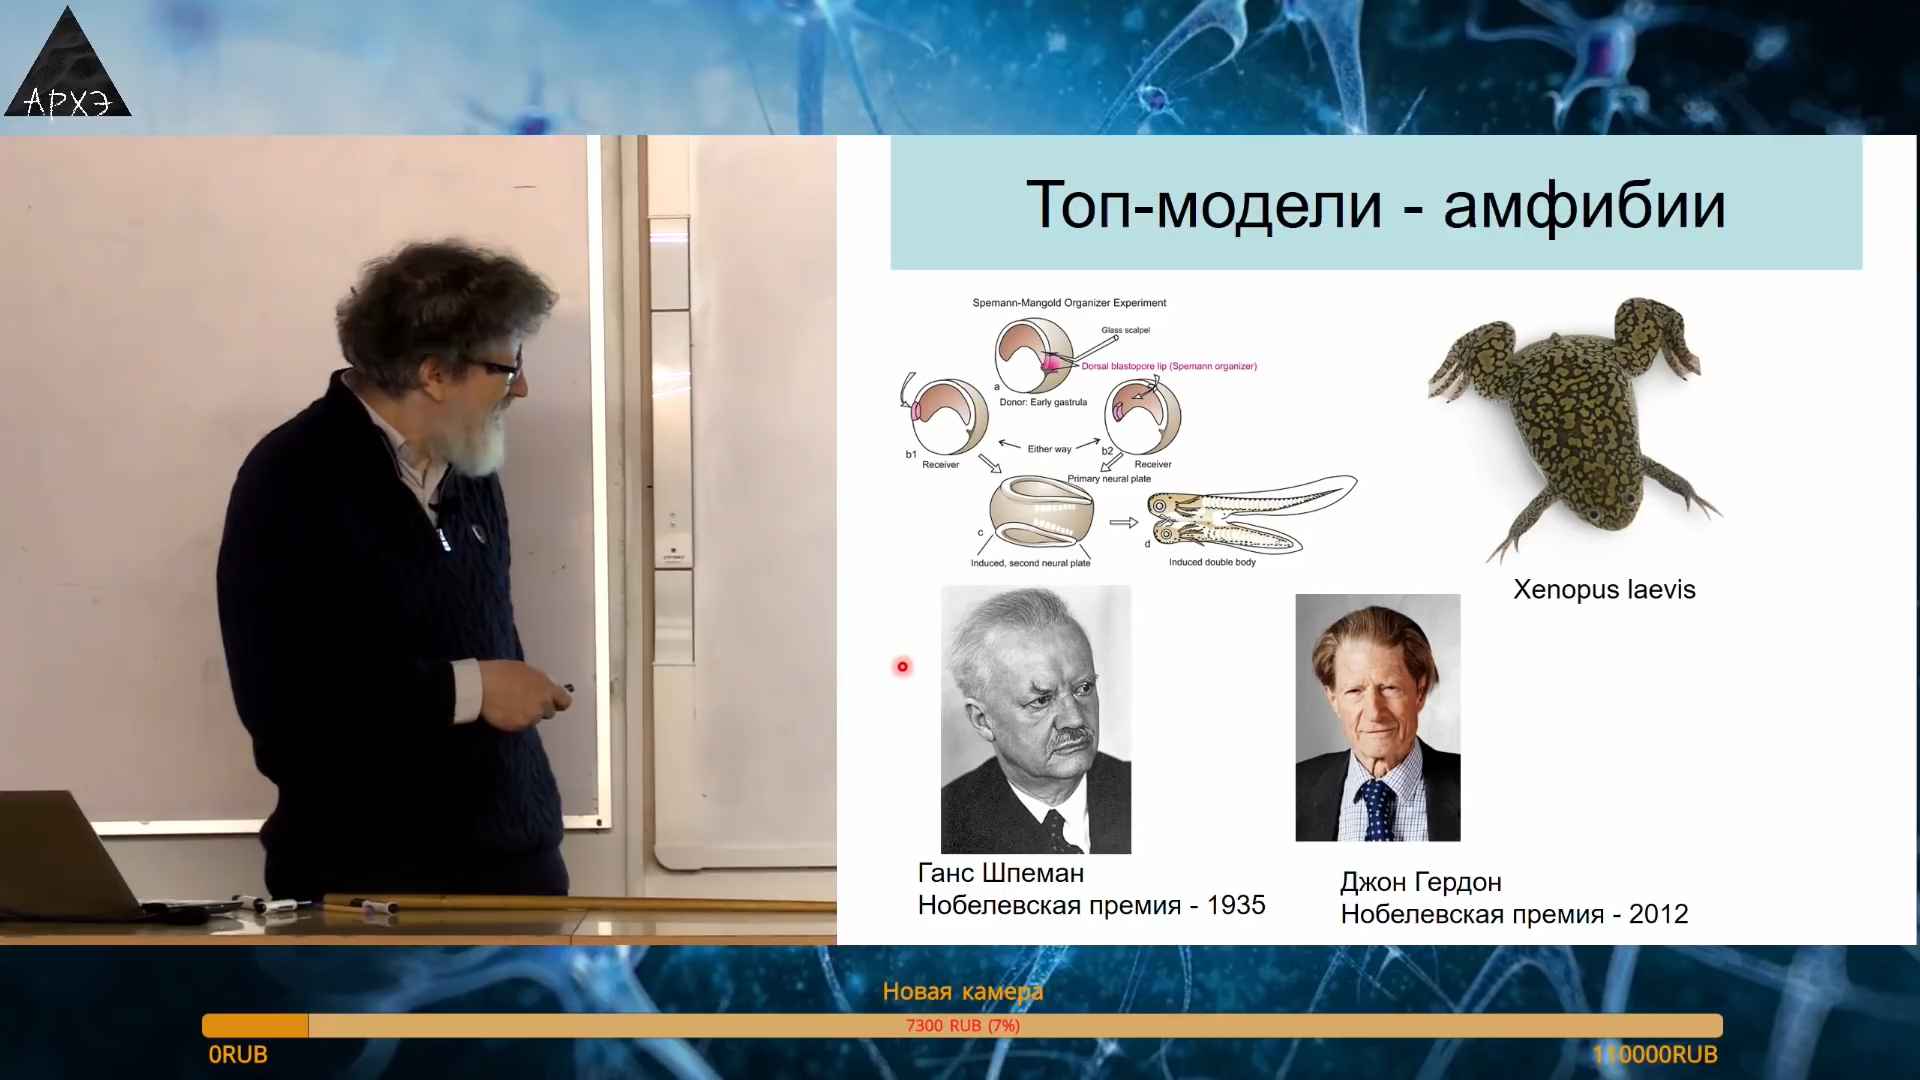 АРХЭ
Топ-модели - амфибии
Spemann-Mangold Organizer Experiment
Glass scalpel
Dorsal blastopore lip (Spemann organizer)
a
Donor: Early gastrula
b1
Receiver
Either way
b2
Receiver
Primary neural plate
c
d
Induced, second neural plate
Induced double body
Xenopus laevis
Ганс Шпеман
Нобелевская премия - 1935
Джон Гердон
Нобелевская премия - 2012
Новая камера
7300 RUB (7%)
0RUB
110000RUB